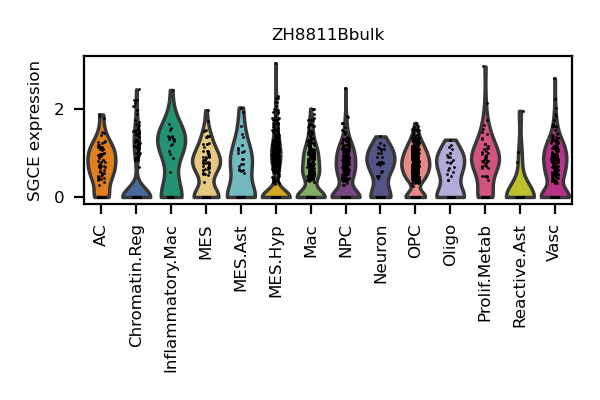 ZH8811Bbulk
SGCE expression
2
0
AC
Chromatin.Reg
Inflammatory.Mac
MES
MES.Ast
MES.Hyp
Mac
NPC
Neuron
OPC
Oligo
Prolif.Metab
Reactive.Ast
Vasc